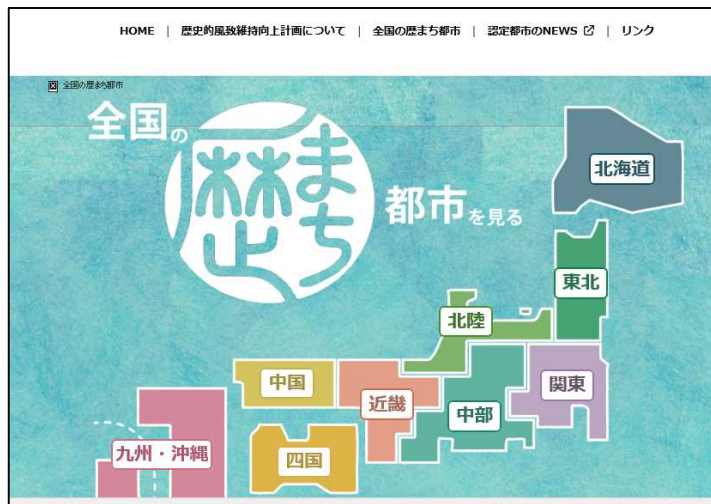 HOME | 歴史的風致維持向上計画について | 全国の歴まち都市 | 認定都市のNEWS | リンク
全国の歴まち都市
全国の
歴まち
都市を見る
北海道
東北
北陸
関東
中国
近畿
中部
九州・沖縄
四国